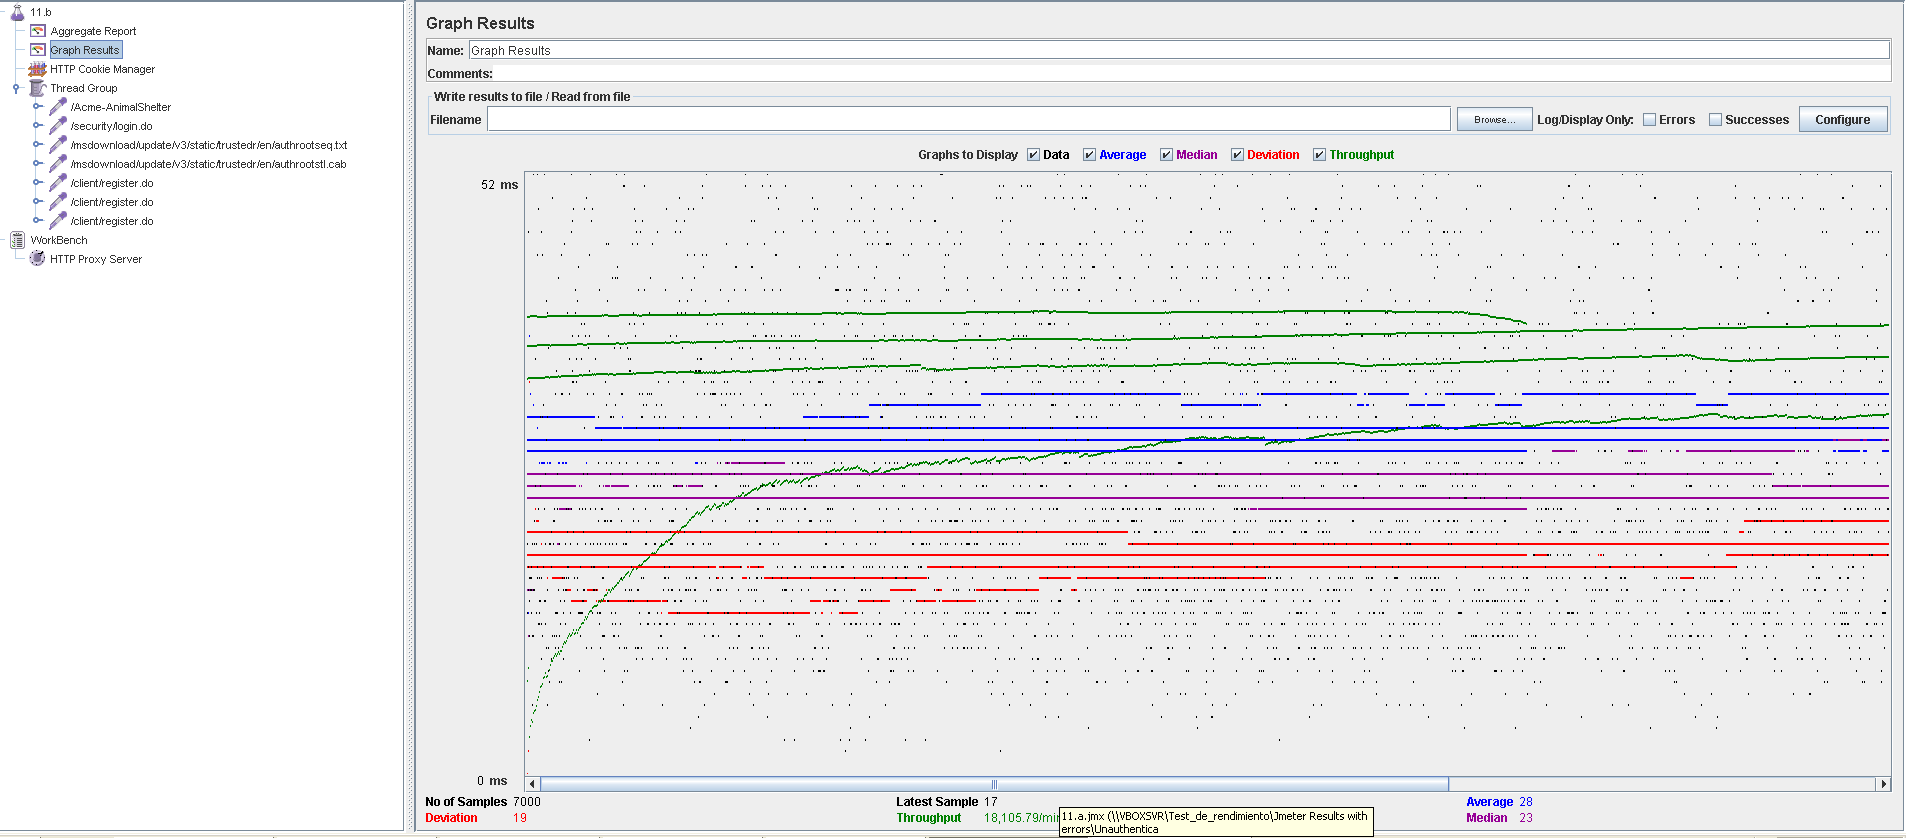 11.b
Aggregate Report
Graph Results
HTTP Cookie Manager
Thread Group
/Acme-AnimalShelter
/security/login.do
/msdownload/update/v3/static/trustedr/en/authrootseq.txt
/msdownload/update/v3/static/trustedr/en/authrootstl.cab
/client/register.do
/client/register.do
/client/register.do
WorkBench
HTTP Proxy Server
Graph Results
Name: Graph Results
Comments:
Write results to file / Read from file
Filename Browse... Log/Display Only: Errors Successes Configure
Graphs to Display Data Average Median Deviation Throughput
52 ms
0 ms
No of Samples 7000 Latest Sample 17 Average 28
Deviation 19 Throughput 18,105.79/min Median 23
11.a.jmx (\\VBOXSVR\Test_de_rendimiento\Jmeter Results with
errors\Unauthentica